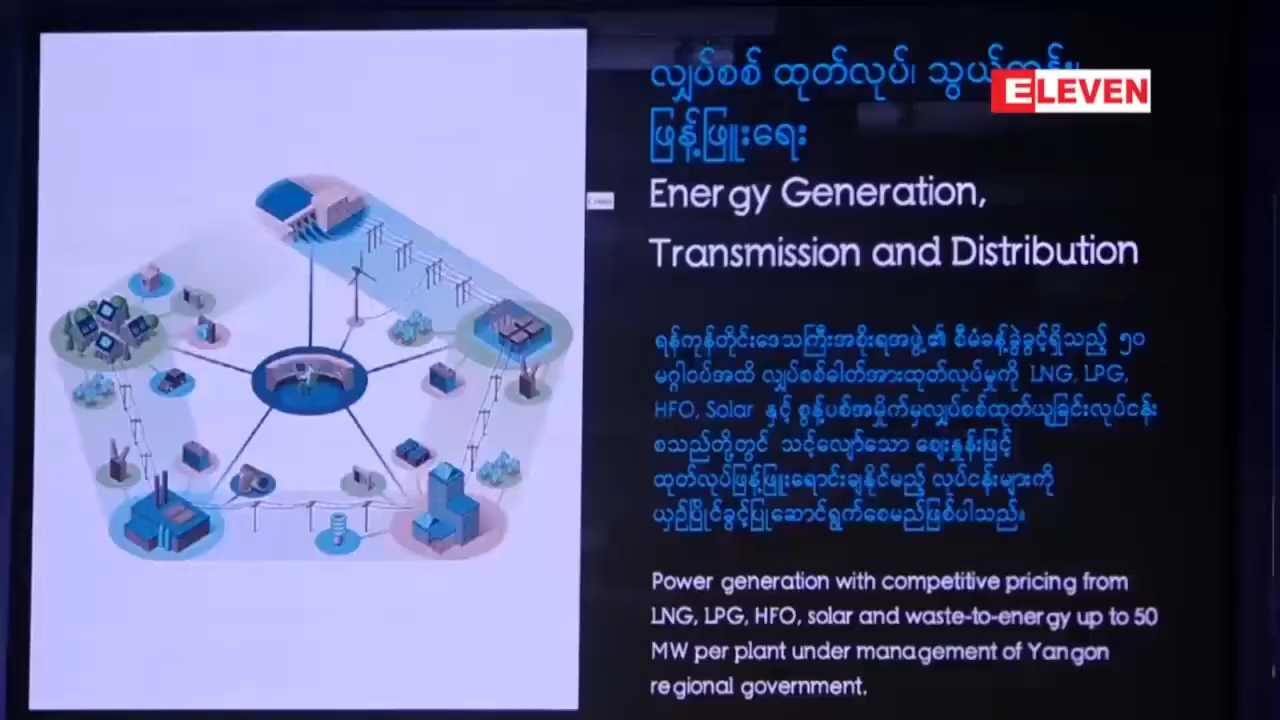 လျှပ်စစ် ထုတ်လုပ်၊
ELEVEN
ဖြန့်ဖြူးရေး
Energy Generation,
Transmission and Distribution
ရန်ကုန်တိုင်းဒေသကြီးအစိုးရအဖွဲ့၏ စီမံခန့်ခွဲခွင့်ရှိသည့် ၅၀
မဂ္ဂါဝပ်အထိ လျှပ်စစ်ဓါတ်အားထုတ်လုပ်မှုကို LNG, LPG,
HFO, Solar နှင့် စွန့်ပစ်အမှိုက်မှလျှပ်စစ်ထုတ်ယူခြင်းလုပ်ငန်း
စသည်တို့တွင် သင့်လျော်သော ဈေးနှုန်းဖြင့်
ထုတ်လုပ်ဖြန့်ဖြူးရောင်းချနိုင်မည့် လုပ်ငန်းများကို
ယှဉ်ပြိုင်ခွင့်ပြုဆောင်ရွက်စေမည်ဖြစ်ပါသည်။
Power generation with competitive pricing from
LNG, LPG, HFO, solar and waste-to-energy up to 50
MW per plant under management of Yangon
regional government.